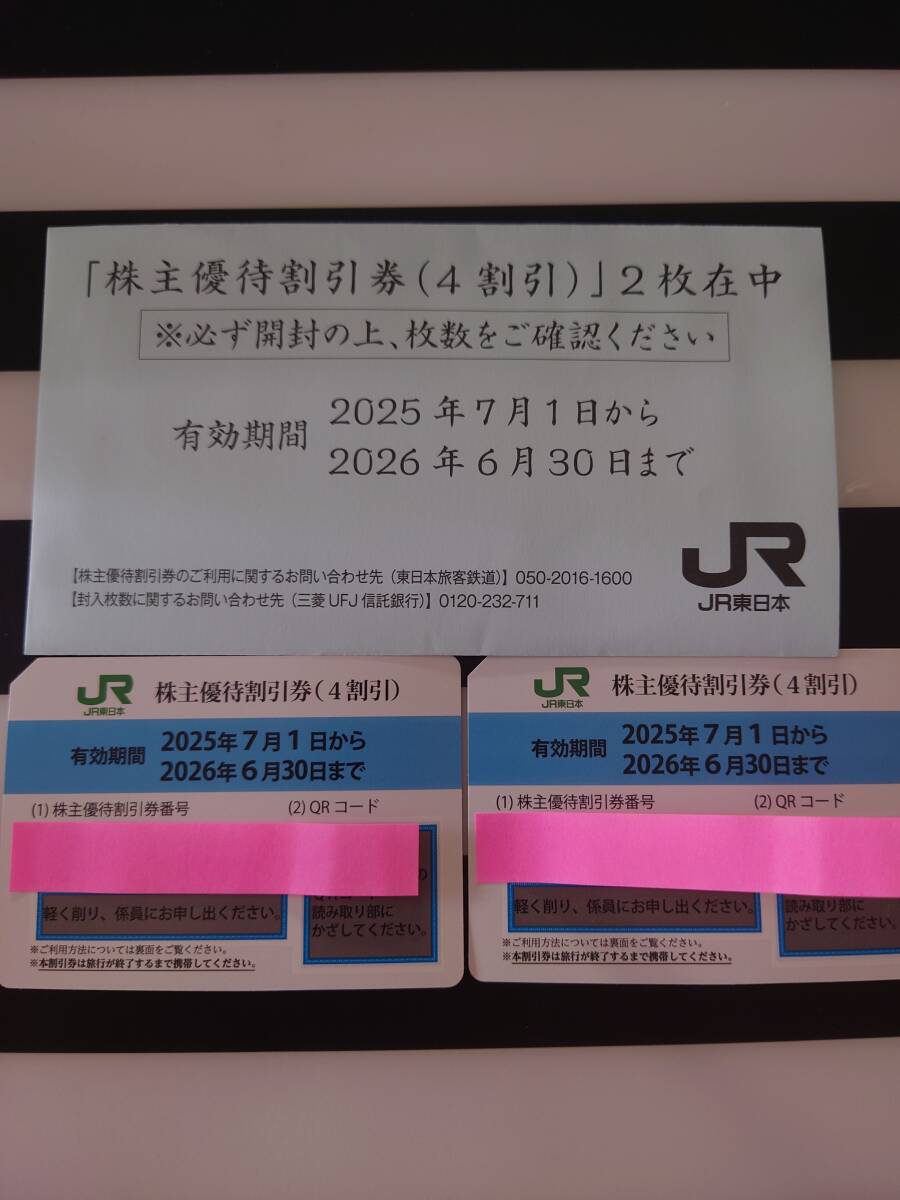 「株主優待割引券(4割引)」2枚在中
※必ず開封の上、枚数をご確認ください
有効期間
2025年7月1日から
2026年6月30日まで
【株主優待割引券のご利用に関するお問い合わせ先(東日本旅客鉄道)】050-2016-1600
【封入枚数に関するお問い合わせ先(三菱UFJ信託銀行)】0120-232-711
JR
JR東日本
JR
JR東日本
株主優待割引券(4割引)
有効期間
2025年7月1日から
2026年6月30日まで
(1) 株主優待割引券番号
(2) QRコード
軽く削り、係員にお申し出ください。
読み取り部に
かざしてください。
※ご利用方法については裏面をご覧ください。
※本割引券は旅行が終了するまで携帯してください。
JR
JR東日本
株主優待割引券(4割引)
有効期間
2025年7月1日から
2026年6月30日まで
(1) 株主優待割引券番号
(2) QRコード
軽く削り、係員にお申し出ください。
読み取り部に
かざしてください。
※ご利用方法については裏面をご覧ください。
※本割引券は旅行が終了するまで携帯してください。